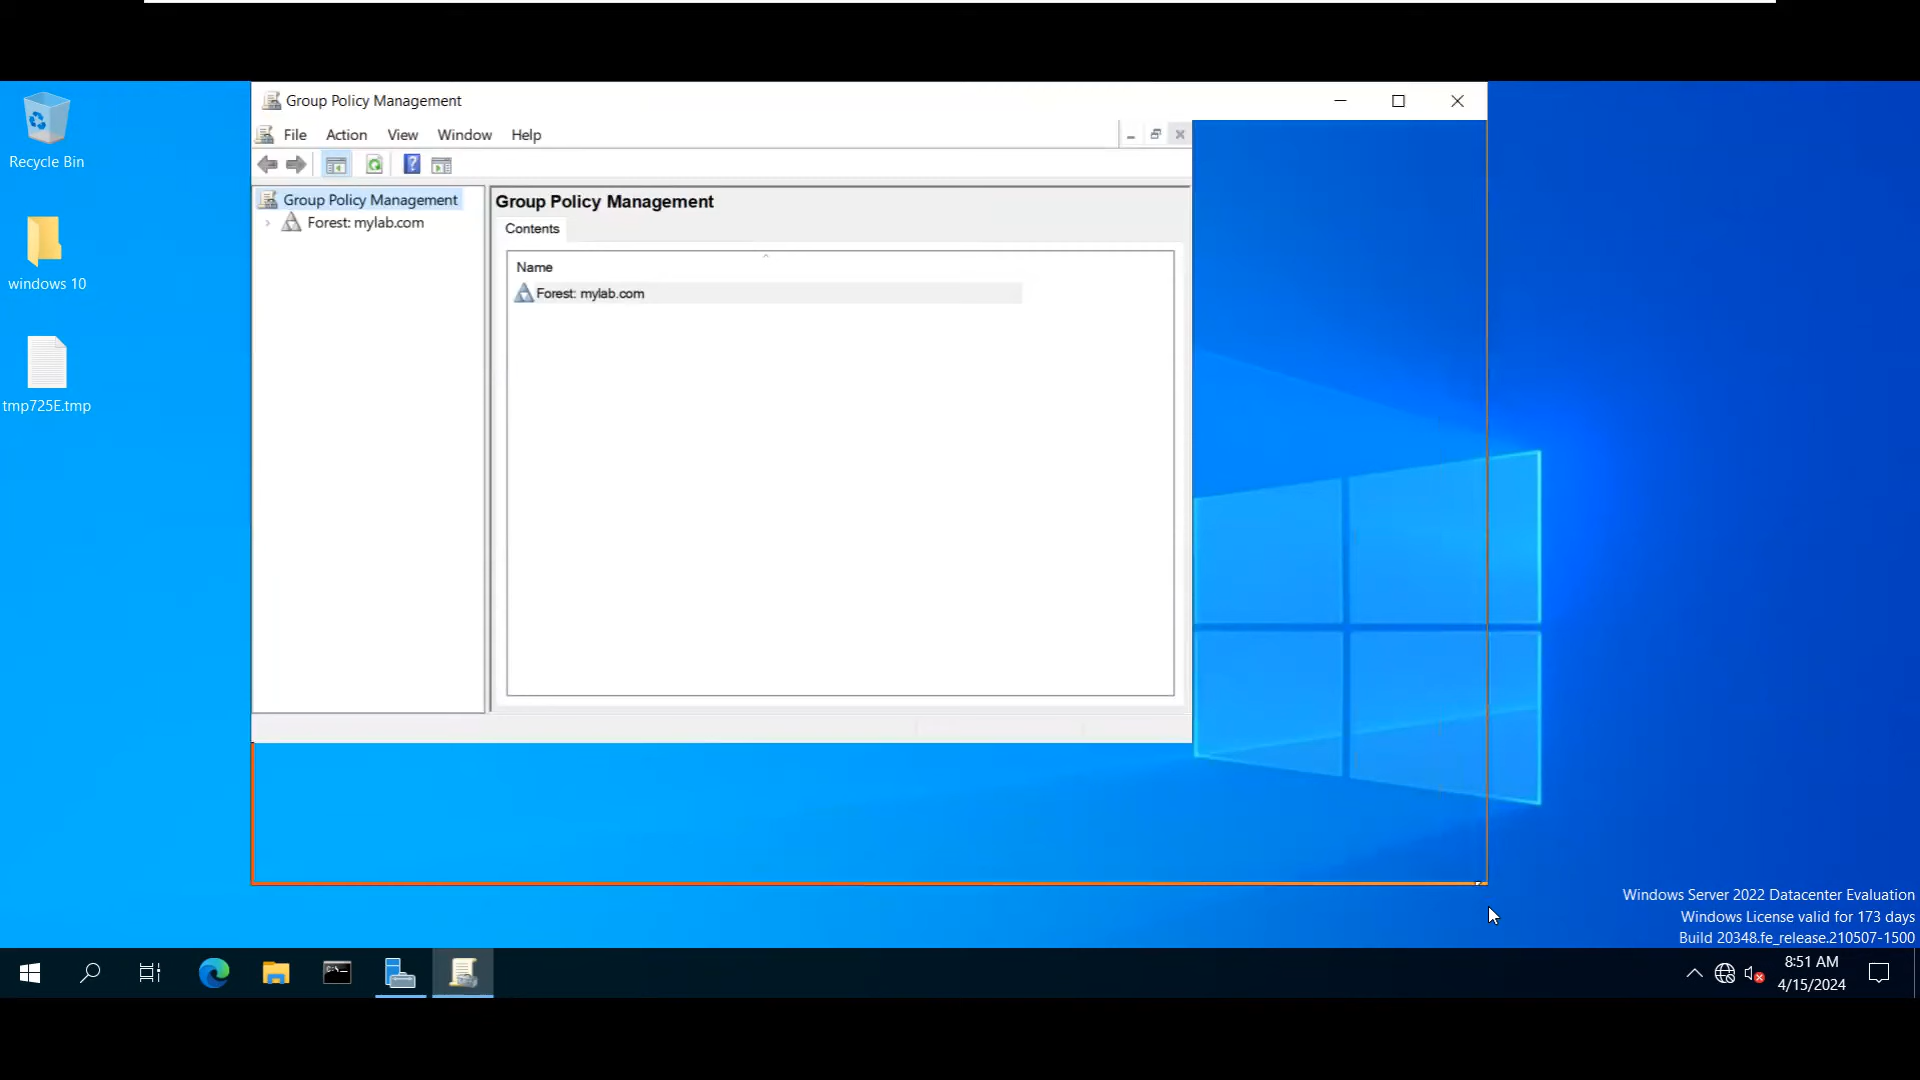 Recycle Bin
windows 10
tmp725E.tmp
Group Policy Management
File Action View Window Help
Group Policy Management
Forest: mylab.com
Group Policy Management
Contents
Name
Forest: mylab.com
Windows Server 2022 Datacenter Evaluation
Windows License valid for 173 days
Build 20348.fe_release.210507-1500
8:51 AM
4/15/2024